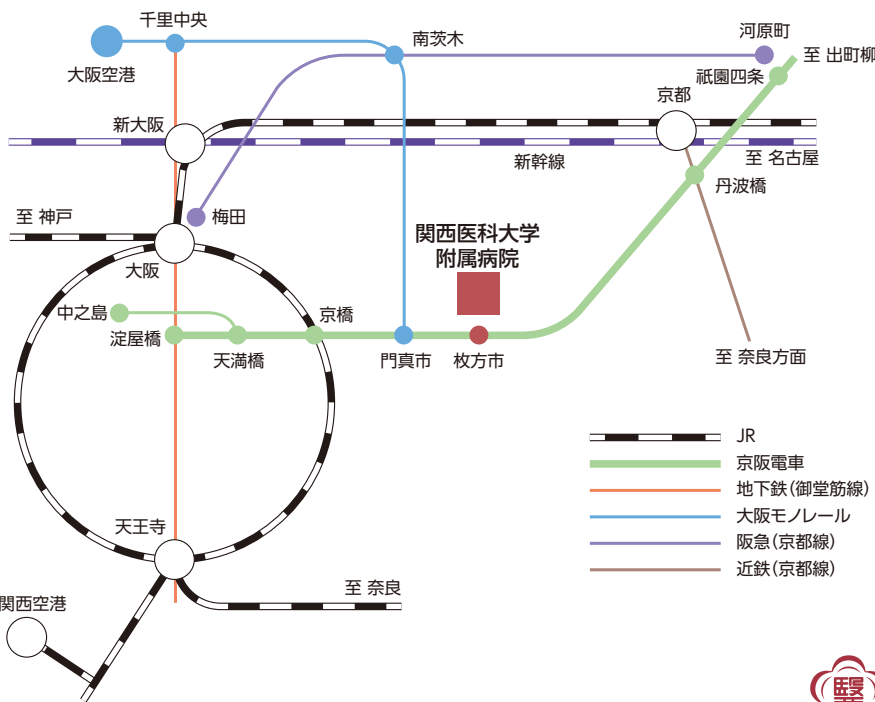 千里中央
大阪空港
南茨木
河原町
至 出町柳
祇園四条
京都
新大阪
新幹線
至 名古屋
丹波橋
至 神戸
梅田
大阪
関西医科大学
附属病院
中之島
京橋
淀屋橋
天満橋
門真市
枚方市
至 奈良方面
JR
京阪電車
地下鉄(御堂筋線)
大阪モノレール
阪急(京都線)
近鉄(京都線)
天王寺
至 奈良
関西空港
醫